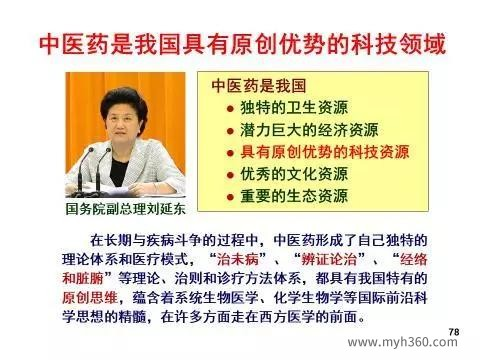 中医药是我国具有原创优势的科技领域
中医药是我国
● 独特的卫生资源
● 潜力巨大的经济资源
● 具有原创优势的科技资源
● 优秀的文化资源
● 重要的生态资源
国务院副总理刘延东
在长期与疾病斗争的过程中，中医药形成了自己独特的
理论体系和医疗模式，“治未病”、“辨证论治”、“经络
和脏腑”等理论、治则和诊疗方法体系，都具有我国特有的
原创思维，蕴含着系统生物医学、化学生物学等国际前沿科
学思想的精髓，在许多方面走在西方医学的前面。
78
www.myh360.com